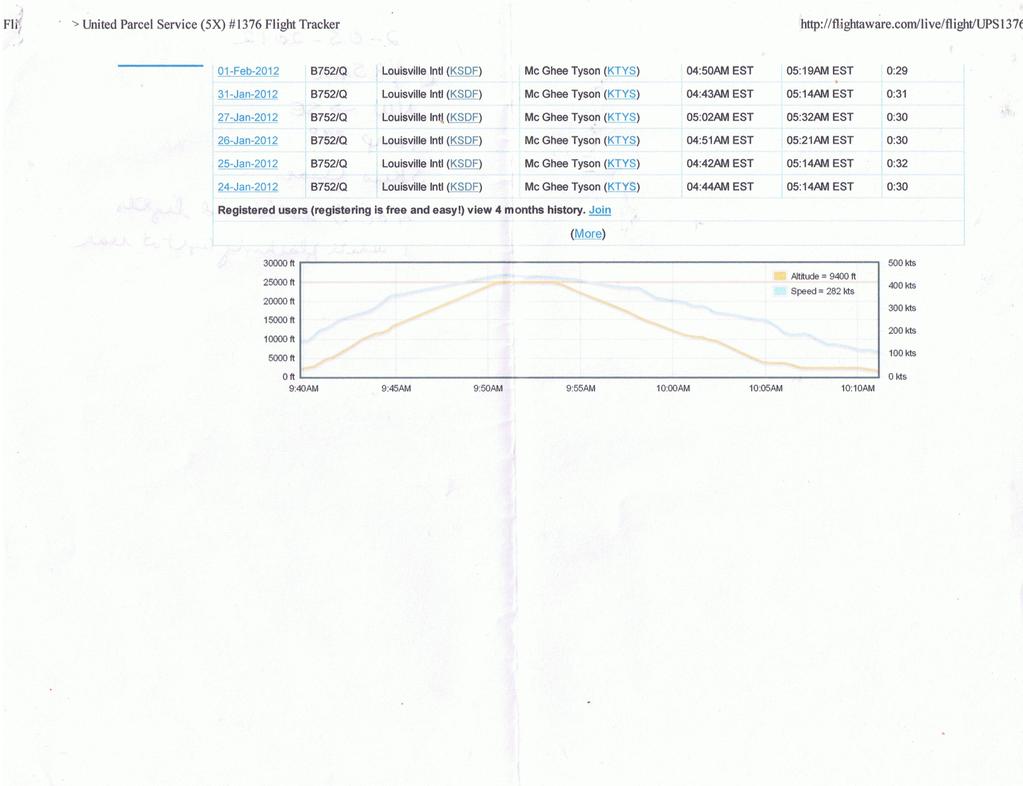 Fli > United Parcel Service (5X) #1376 Flight Tracker http://flightaware.com/live/flight/UPS1376
01-Feb-2012 B752/Q Louisville Intl (KSDF) Mc Ghee Tyson (KTYS) 04:50AM EST 05:19AM EST 0:29
31-Jan-2012 B752/Q Louisville Intl (KSDF) Mc Ghee Tyson (KTYS) 04:43AM EST 05:14AM EST 0:31
27-Jan-2012 B752/Q Louisville Intl (KSDF) Mc Ghee Tyson (KTYS) 05:02AM EST 05:32AM EST 0:30
26-Jan-2012 B752/Q Louisville Intl (KSDF) Mc Ghee Tyson (KTYS) 04:51AM EST 05:21AM EST 0:30
25-Jan-2012 B752/Q Louisville Intl (KSDF) Mc Ghee Tyson (KTYS) 04:42AM EST 05:14AM EST 0:32
24-Jan-2012 B752/Q Louisville Intl (KSDF) Mc Ghee Tyson (KTYS) 04:44AM EST 05:14AM EST 0:30
Registered users (registering is free and easy!) view 4 months history. Join
(More)
30000 ft 500 kts
25000 ft Altitude = 9400 ft 400 kts
20000 ft Speed = 282 kts 300 kts
15000 ft
10000 ft 200 kts
5000 ft 100 kts
0 ft 0 kts
9:40AM 9:45AM 9:50AM 9:55AM 10:00AM 10:05AM 10:10AM